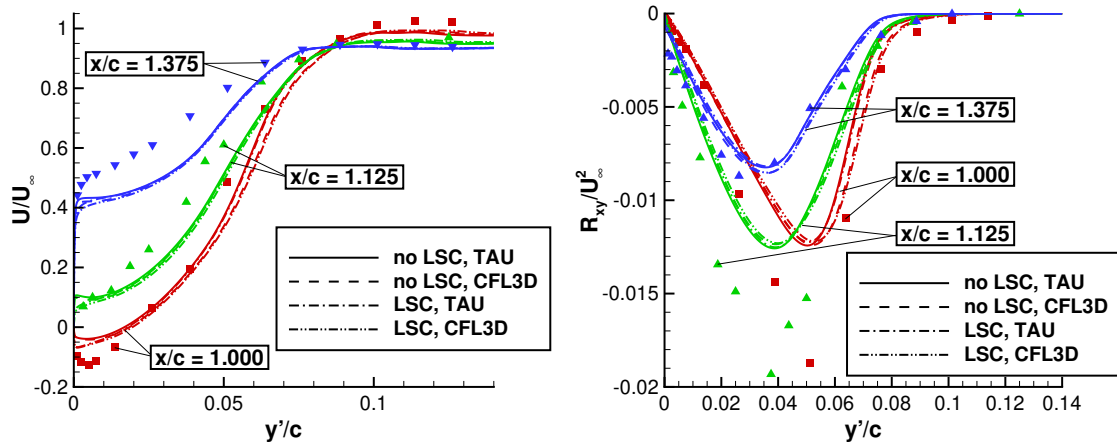 1
0.8
0.6
0.4
0.2
0
-0.2
U/U∞
0
0.05
0.1
y'/c
x/c = 1.375
x/c = 1.125
x/c = 1.000
no LSC, TAU
no LSC, CFL3D
LSC, TAU
LSC, CFL3D
0
-0.005
-0.01
-0.015
-0.02
R_xy/U²∞
0
0.02
0.04
0.06
0.08
0.1
0.12
0.14
y'/c
x/c = 1.375
x/c = 1.000
x/c = 1.125
no LSC, TAU
no LSC, CFL3D
LSC, TAU
LSC, CFL3D